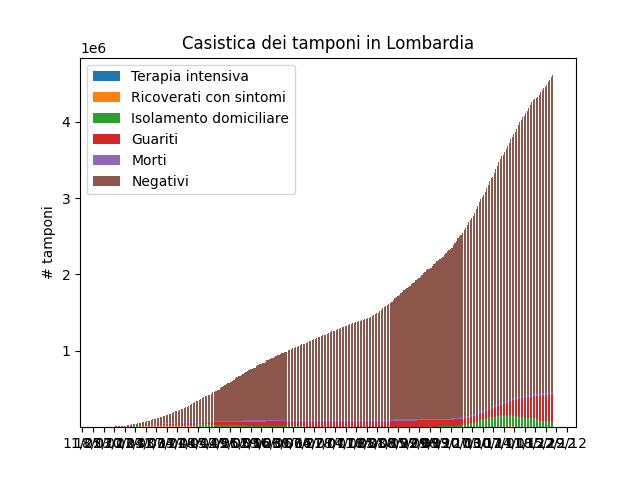 Casistica dei tamponi in Lombardia
1e6
Terapia intensiva
Ricoverati con sintomi
Isolamento domiciliare
Guariti
Morti
Negativi
# tamponi
4
3
2
1